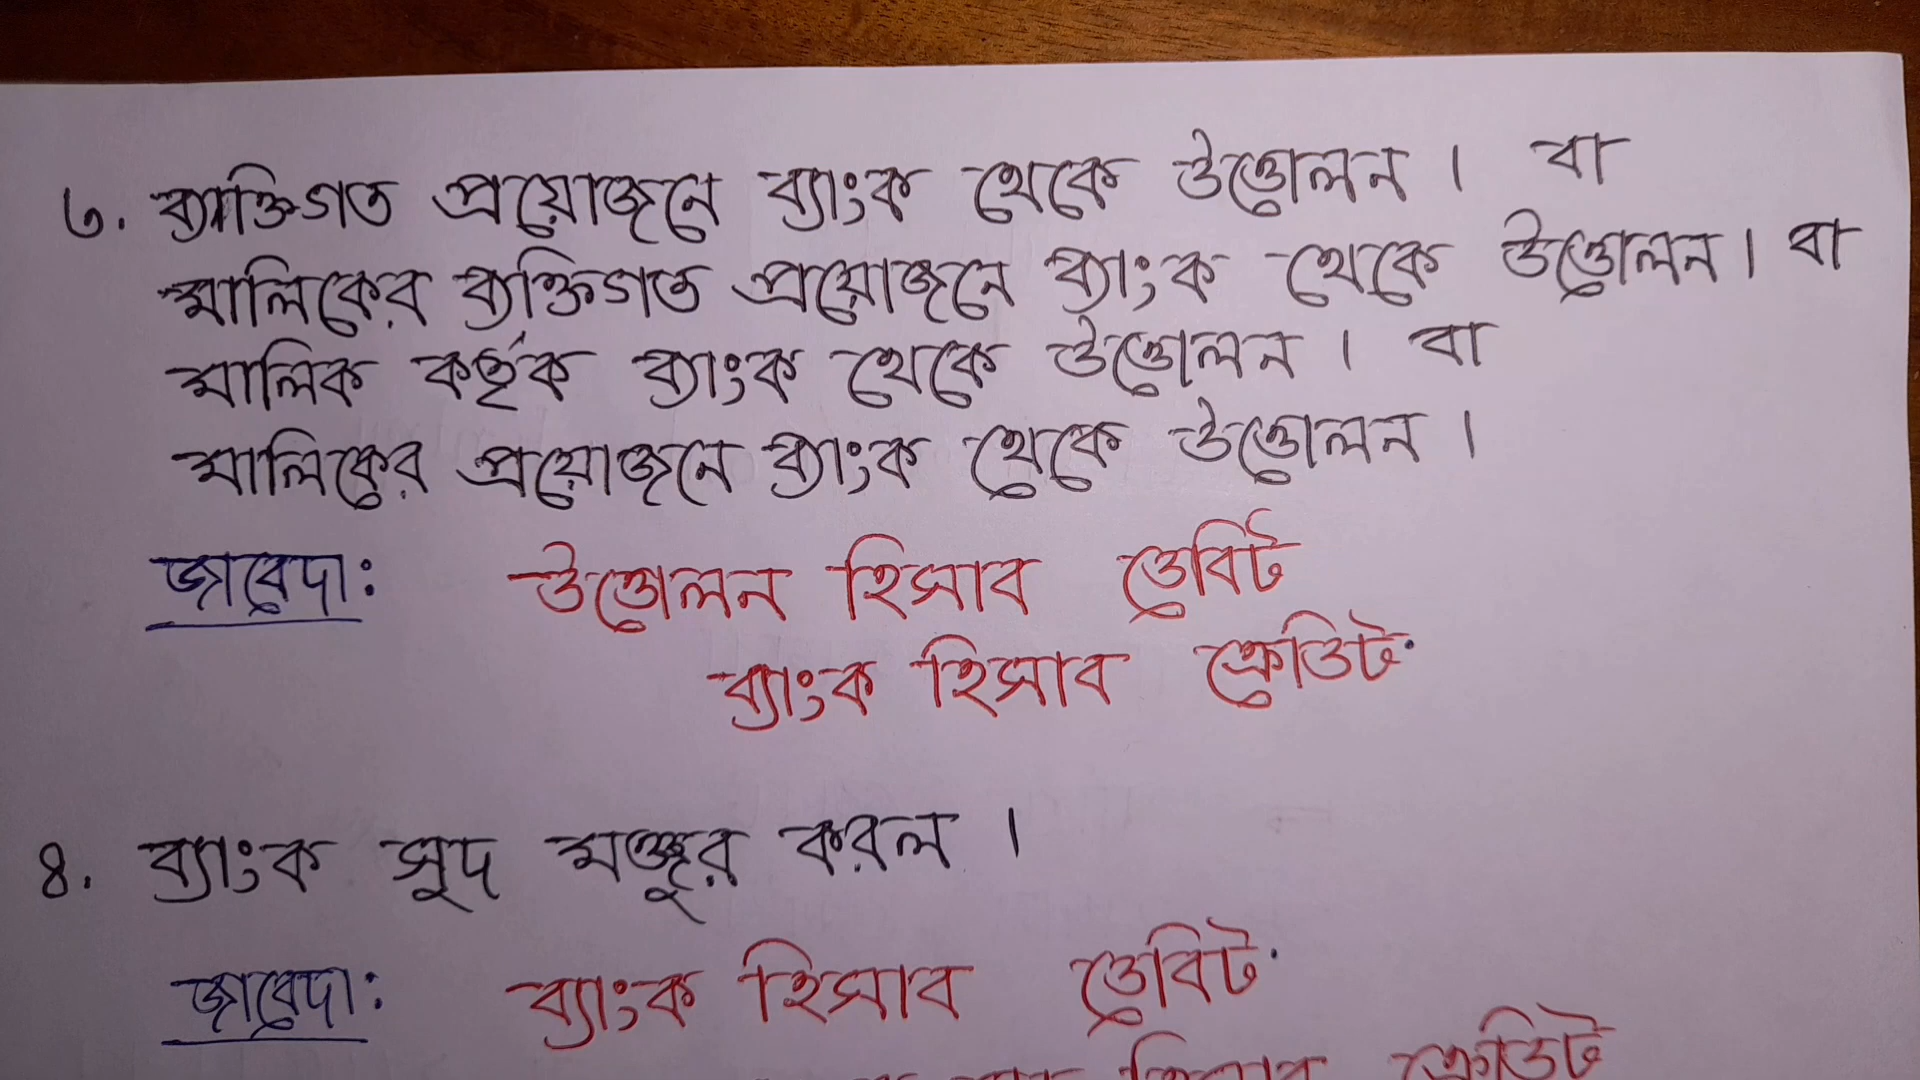 ৩. ব্যক্তিগত প্রয়োজনে ব্যাংক থেকে উত্তোলন। বা
মালিকের ব্যক্তিগত প্রয়োজনে ব্যাংক থেকে উত্তোলন। বা
মালিক কর্তৃক ব্যাংক থেকে উত্তোলন। বা
মালিকের প্রয়োজনে ব্যাংক থেকে উত্তোলন।
জাবেদা: উত্তোলন হিসাব ডেবিট
ব্যাংক হিসাব ক্রেডিট
৪. ব্যাংক সুদ মঞ্জুর করল।
জাবেদা: ব্যাংক হিসাব ডেবিট
হিসাব ক্রেডিট